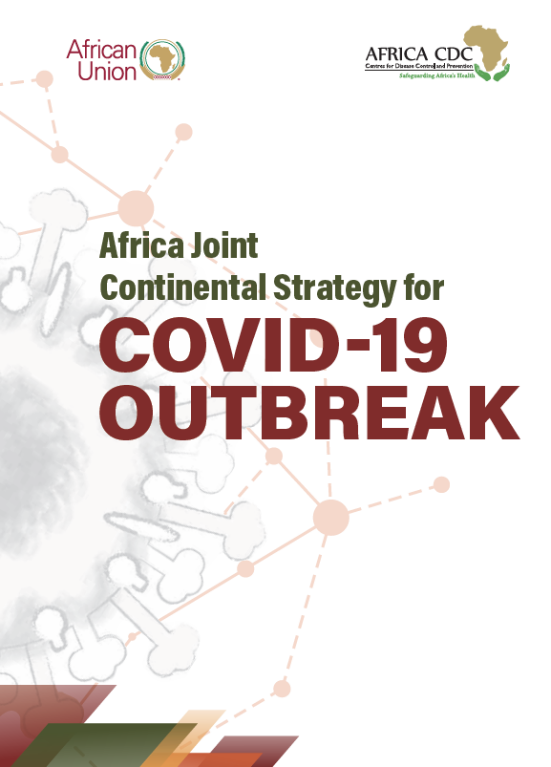 African
Union
AFRICA CDC
Centres for Disease Control and Prevention
Safeguarding Africa's Health
Africa Joint
Continental Strategy for
COVID-19
OUTBREAK